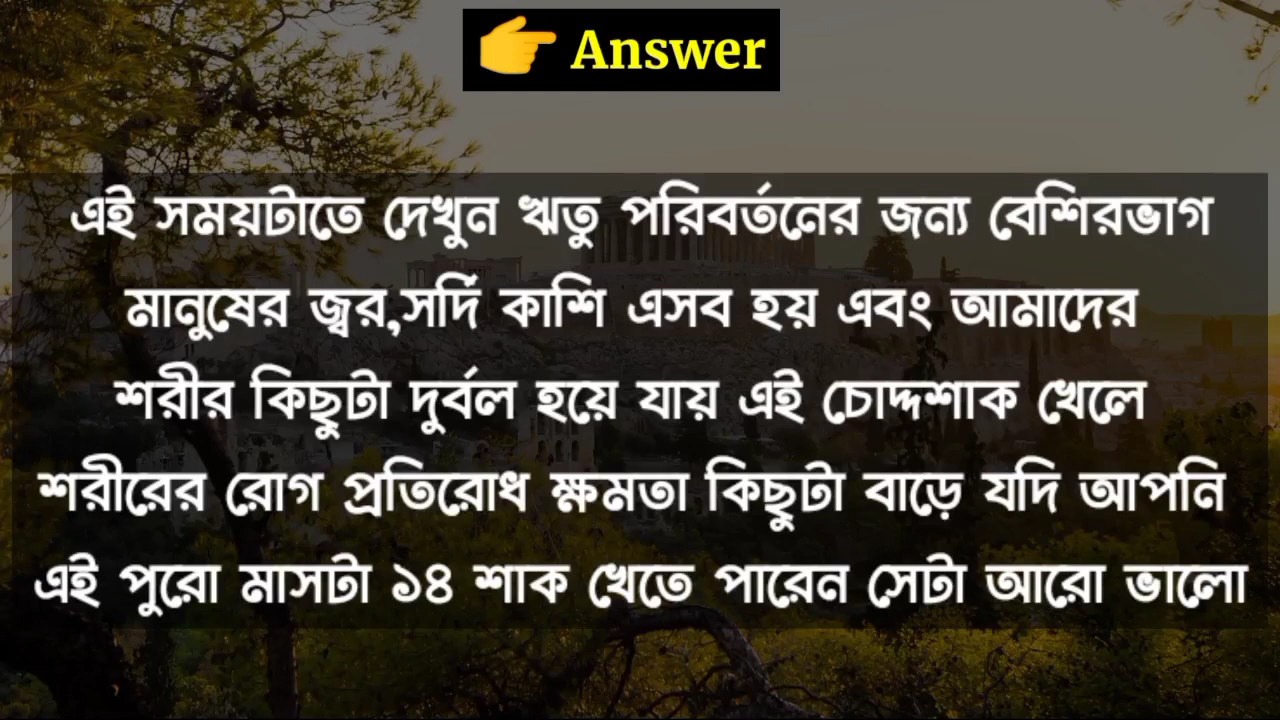 👉 Answer
এই সময়টাতে দেখুন ঋতু পরিবর্তনের জন্য বেশিরভাগ
মানুষের জ্বর,সর্দি কাশি এসব হয় এবং আমাদের
শরীর কিছুটা দুর্বল হয়ে যায় এই চোদ্দশাক খেলে
শরীরের রোগ প্রতিরোধ ক্ষমতা কিছুটা বাড়ে যদি আপনি
এই পুরো মাসটা ১৪ শাক খেতে পারেন সেটা আরো ভালো